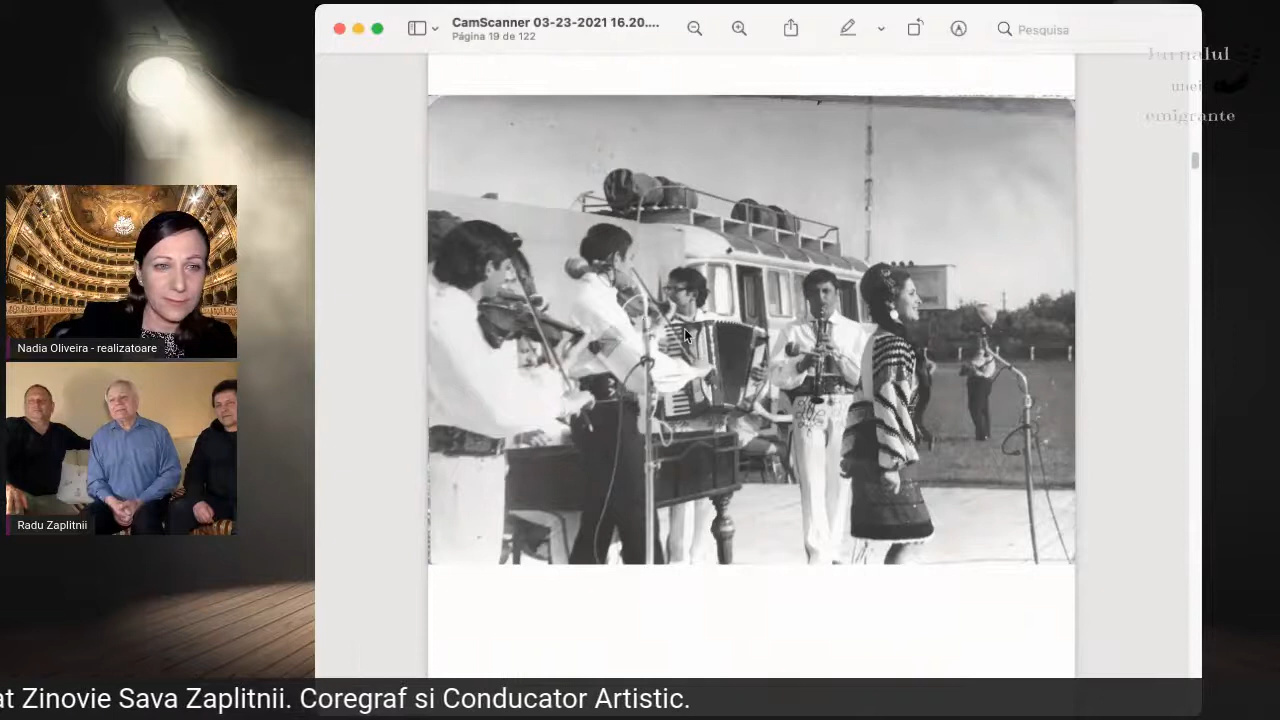 CamScanner 03-23-2021 16.20....
Página 19 de 122
Pesquisa
Jurnalul
unei
emigrante
Nadia Oliveira - realizatoare
Radu Zaplitnii
at Zinovie Sava Zaplitnii. Coregraf si Conducator Artistic.